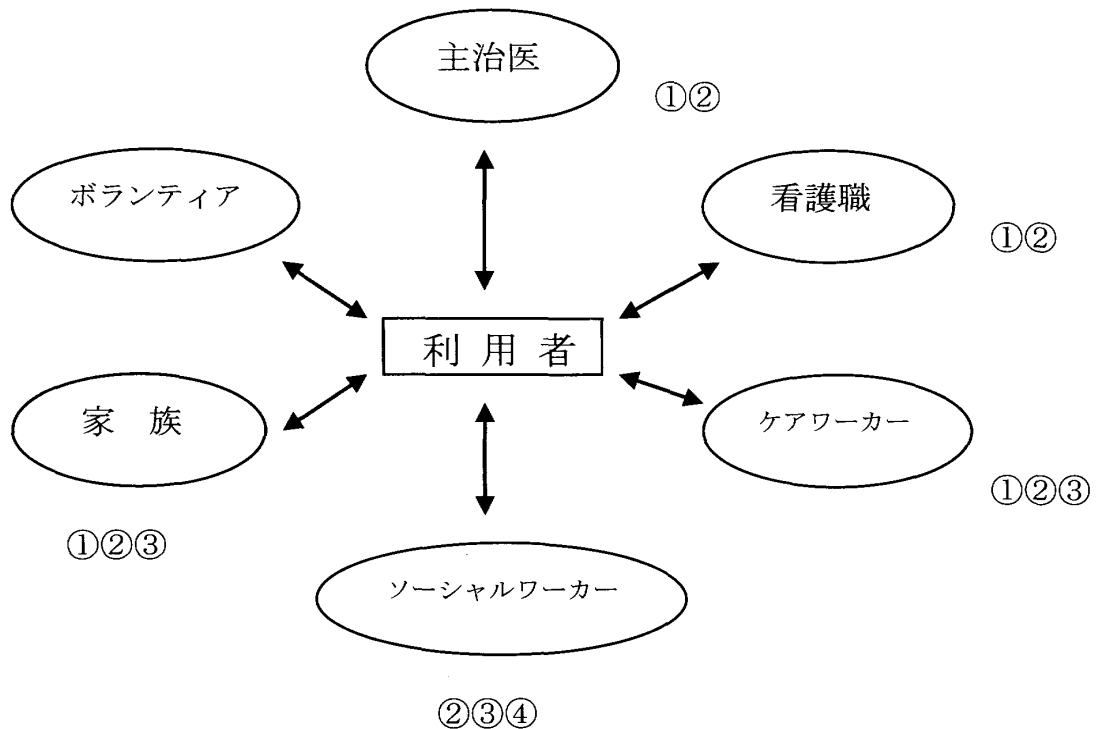 主治医
①②
ボランティア
看護職
①②
利用者
家族
①②③
ケアワーカー
①②③
ソーシャルワーカー
②③④